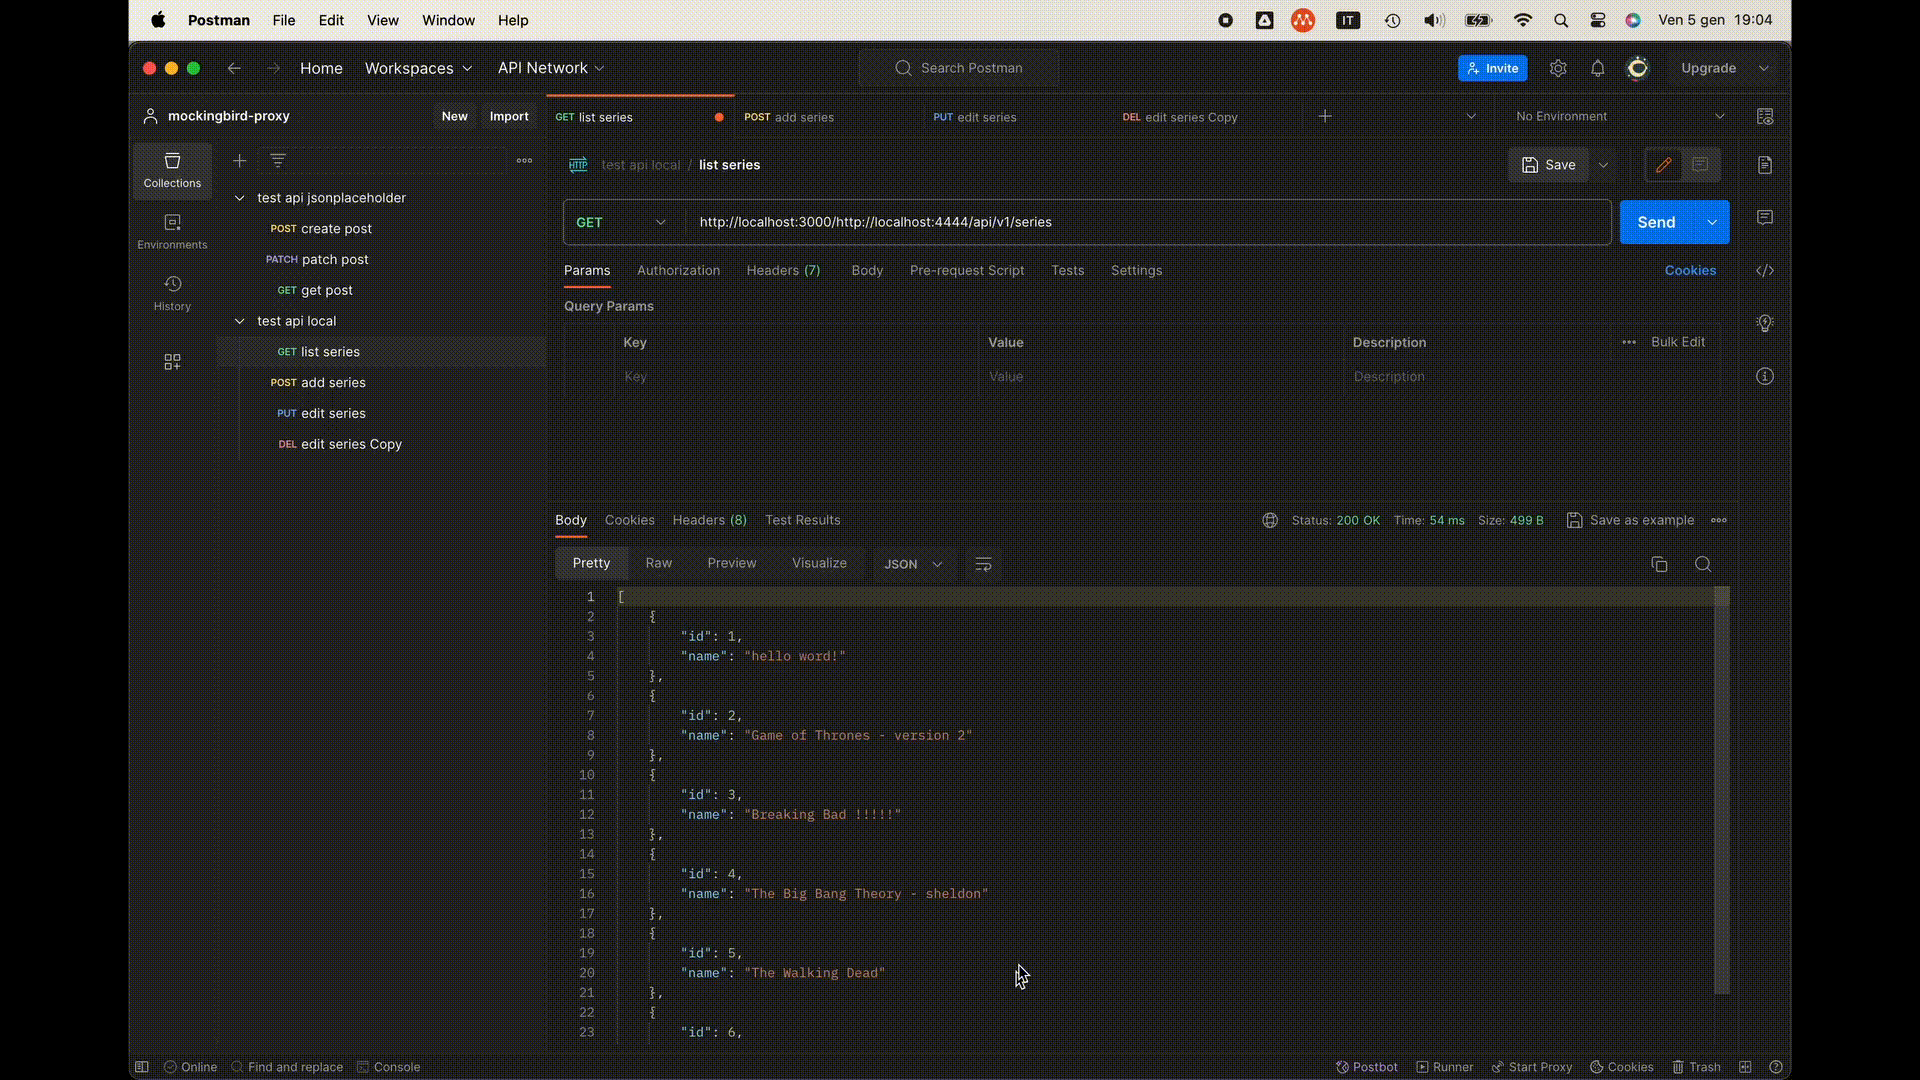 Postman File Edit View Window Help IT Ven 5 gen 19:04
Home Workspaces API Network Search Postman Invite Upgrade
mockingbird-proxy New Import
GET list series POST add series PUT edit series DEL edit series Copy No Environment
Collections
Environments
History
test api jsonplaceholder
POST create post
PATCH patch post
GET get post
test api local
GET list series
POST add series
PUT edit series
DEL edit series Copy
HTTP test api local / list series Save
GET http://localhost:3000/http://localhost:4444/api/v1/series Send
Params Authorization Headers (7) Body Pre-request Script Tests Settings Cookies
Query Params
Key Value Description Bulk Edit
Key Value Description
Body Cookies Headers (8) Test Results Status: 200 OK Time: 54 ms Size: 499 B Save as example
Pretty Raw Preview Visualize JSON
1 [
2 {
3 "id": 1,
4 "name": "hello word!"
5 },
6 {
7 "id": 2,
8 "name": "Game of Thrones - version 2"
9 },
10 {
11 "id": 3,
12 "name": "Breaking Bad !!!!!"
13 },
14 {
15 "id": 4,
16 "name": "The Big Bang Theory - sheldon"
17 },
18 {
19 "id": 5,
20 "name": "The Walking Dead"
21 },
22 {
23 "id": 6,
Online Find and replace Console Postbot Runner Start Proxy Cookies Trash